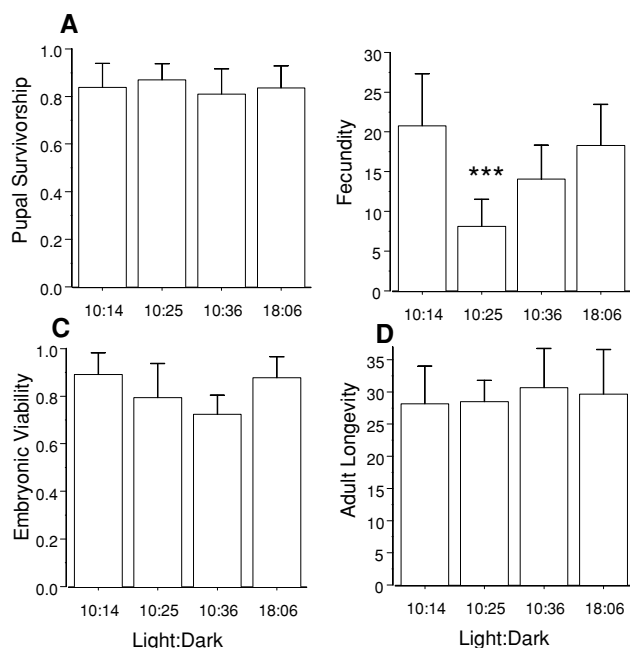 A
Pupal Survivorship
1.0
0.8
0.6
0.4
0.2
0.0
10:14 10:25 10:36 18:06
Fecundity
30
25
20
15
10
5
0
***
10:14 10:25 10:36 18:06
C
Embryonic Viability
1.0
0.8
0.6
0.4
0.2
0.0
10:14 10:25 10:36 18:06
Light:Dark
D
Adult Longevity
35
30
25
20
15
10
5
0
10:14 10:25 10:36 18:06
Light:Dark